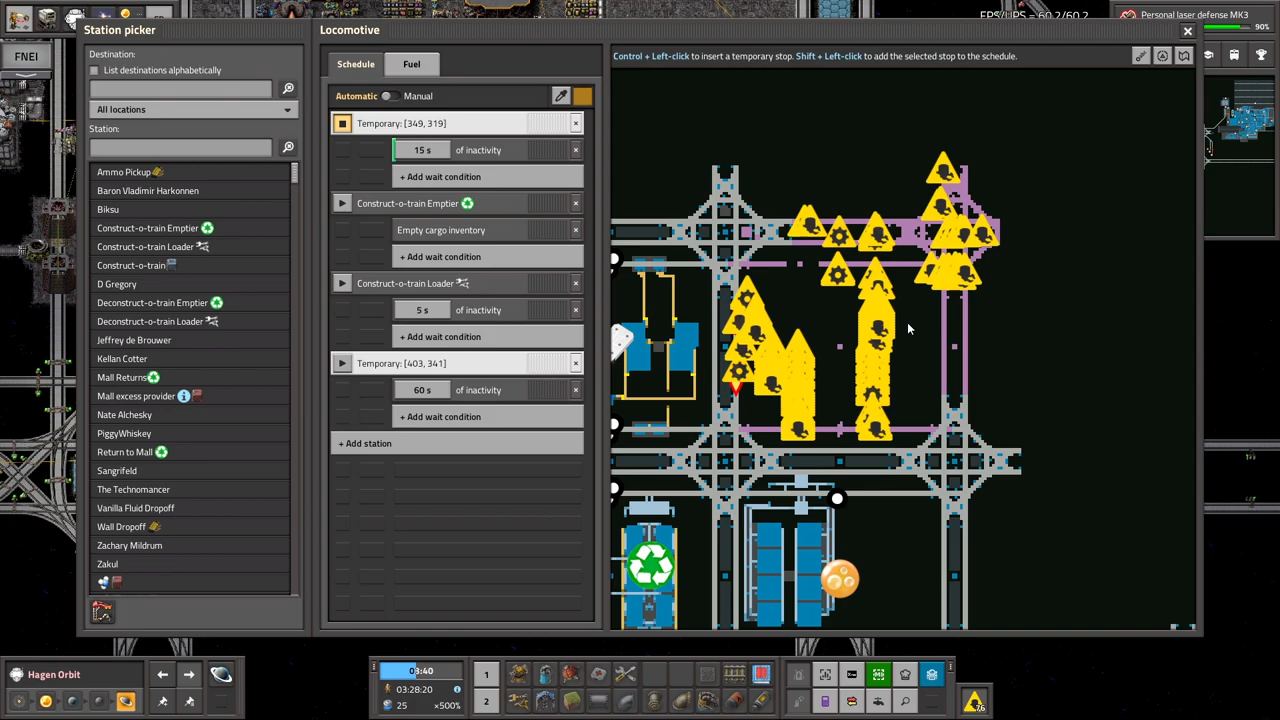 FPS/UPS = 60.2/60.2
Personal laser defense MK3
90%
FNEI
Station picker
Destination:
List destinations alphabetically
All locations
Station:
Ammo Pickup
Baron Vladimir Harkonnen
Biksu
Construct-o-train Emptier
Construct-o-train Loader
Construct-o-train
D Gregory
Deconstruct-o-train Emptier
Deconstruct-o-train Loader
Jeffrey de Brouwer
Kellan Cotter
Mall Returns
Mall excess provider
Nate Alchesky
PiggyWhiskey
Return to Mall
Sangrifeld
The Technomancer
Vanilla Fluid Dropoff
Wall Dropoff
Zachary Mildrum
Zakul
Locomotive
Schedule
Fuel
Automatic
Manual
Temporary: [349, 319]
15 s of inactivity
+ Add wait condition
Construct-o-train Emptier
Empty cargo inventory
+ Add wait condition
Construct-o-train Loader
5 s of inactivity
+ Add wait condition
Temporary: [403, 341]
60 s of inactivity
+ Add wait condition
+ Add station
Control + Left-click to insert a temporary stop. Shift + Left-click to add the selected stop to the schedule.
Hagen Orbit
03:40
03:28:20
25
×500%
1
2
76